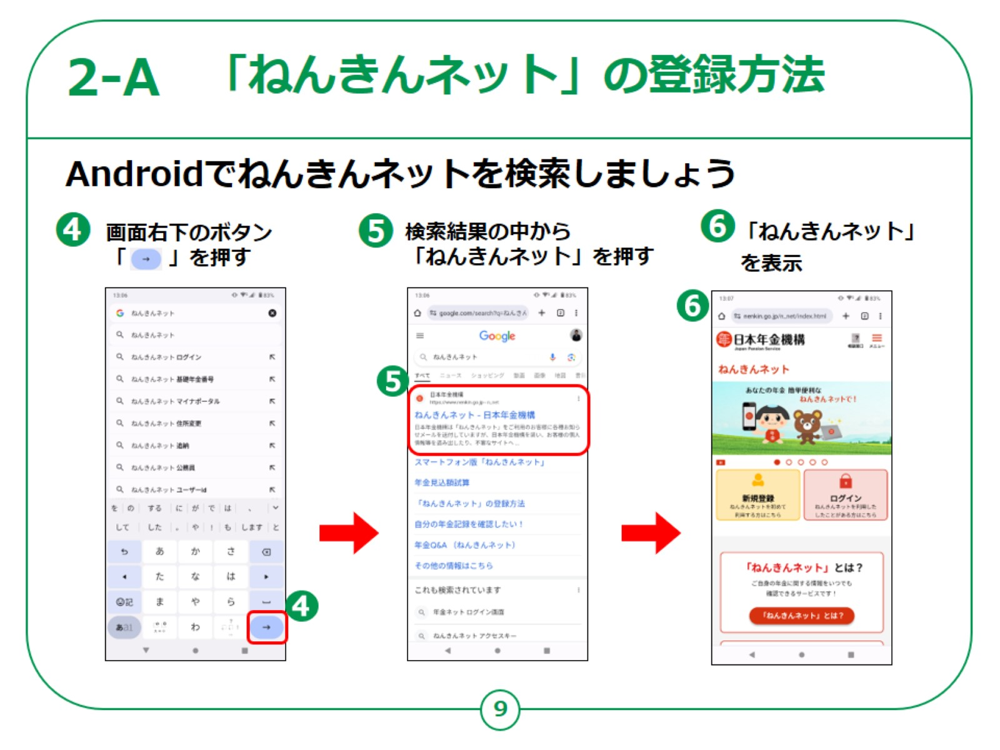 2-A 「ねんきんネット」の登録方法
Androidでねんきんネットを検索しましょう
4 画面右下のボタン
「 → 」を押す
13:06 83%
ねんきんネット
ねんきんネット
ねんきんネット ログイン
ねんきんネット 基礎年金番号
ねんきんネット マイナポータル
ねんきんネット 住所変更
ねんきんネット 追納
ねんきんネット 公務員
ねんきんネット ユーザーid
を の する に が で は 、
して した 。 や ! も します と
あ か さ
た な は
記 ま や ら
あa1 わ →
4
5 検索結果の中から
「ねんきんネット」を押す
13:06 83%
google.com/search?q=ねんきん
Google
ねんきんネット
5
すべて ニュース ショッピング 動画 画像 地図
日本年金機構
https://www.nenkin.go.jp › n_net
ねんきんネット - 日本年金機構
日本年金機構は「ねんきんネット」をご利用のお客様に各種お知ら
せメールを送付していますが、日本年金機構を装い、お客様の個人
情報等を盗み出したり、不審なサイトへ ...
スマートフォン版「ねんきんネット」
年金見込額試算
「ねんきんネット」の登録方法
自分の年金記録を確認したい！
年金Q&A （ねんきんネット）
その他の情報はこちら
これも検索されています
年金ネット ログイン画面
ねんきんネット アクセスキー
6 「ねんきんネット」
を表示
6
13:07 83%
nenkin.go.jp/n_net/index.html
日本年金機構
Japan Pension Service
相談窓口 メニュー
ねんきんネット
あなたの年金 簡単便利な
ねんきんネットで！
新規登録
ねんきんネットを初めて
利用する方はこちら
ログイン
ねんきんネットを利用した
したことがある方はこちら
「ねんきんネット」とは？
ご自身の年金に関する情報をいつでも
確認できるサービスです！
「ねんきんネット」とは？
9